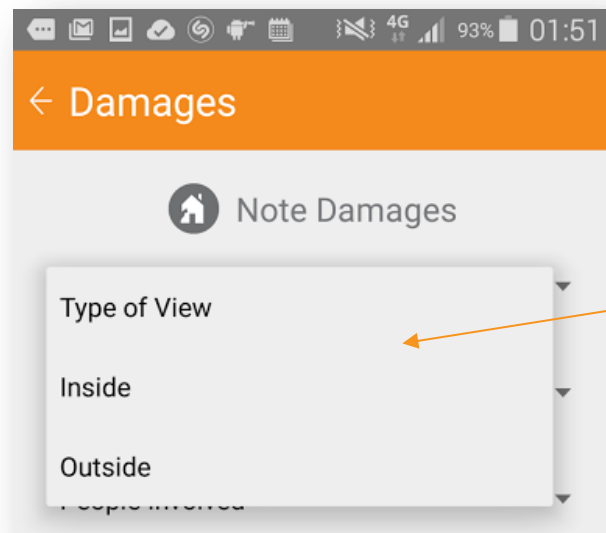 4G 93% 01:51
Damages
Note Damages
Type of View
Inside
Outside